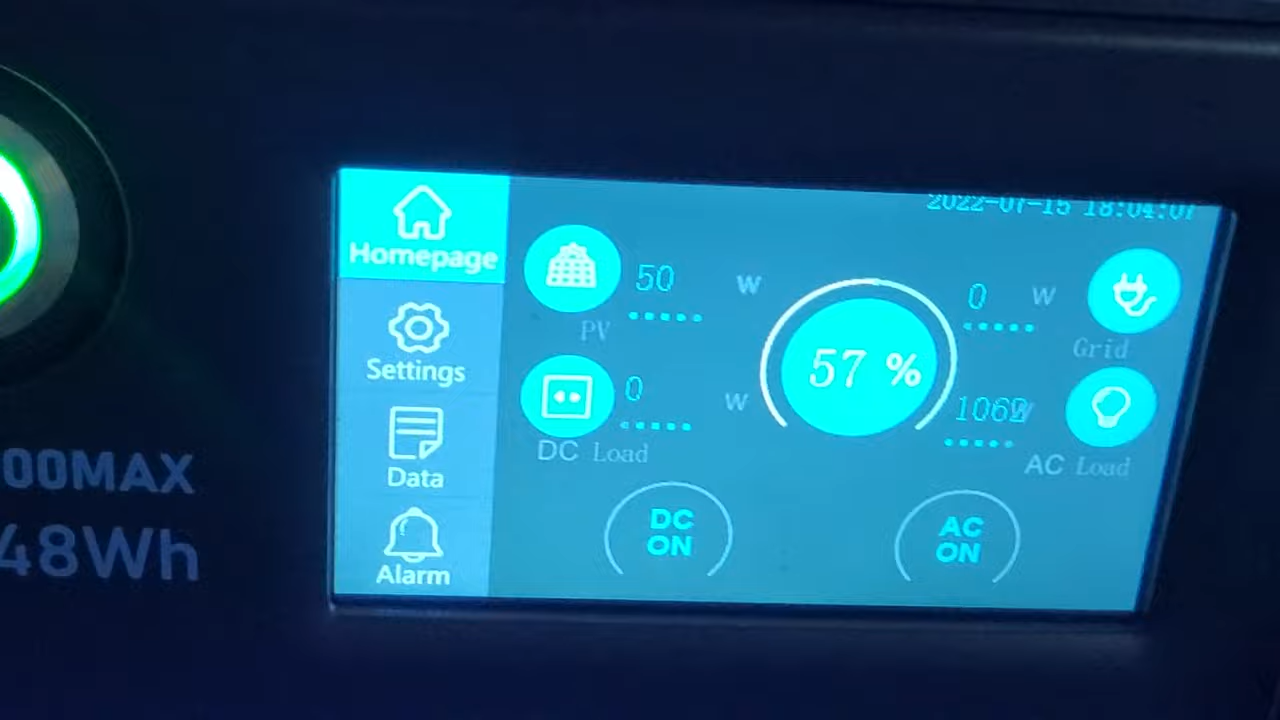 2022-07-15 18:04:07
Homepage
50 W
0 W
PV
Grid
Settings
57 %
0 W
W
DC Load
AC Load
Data
DC
ON
AC
ON
Alarm
00MAX
48Wh